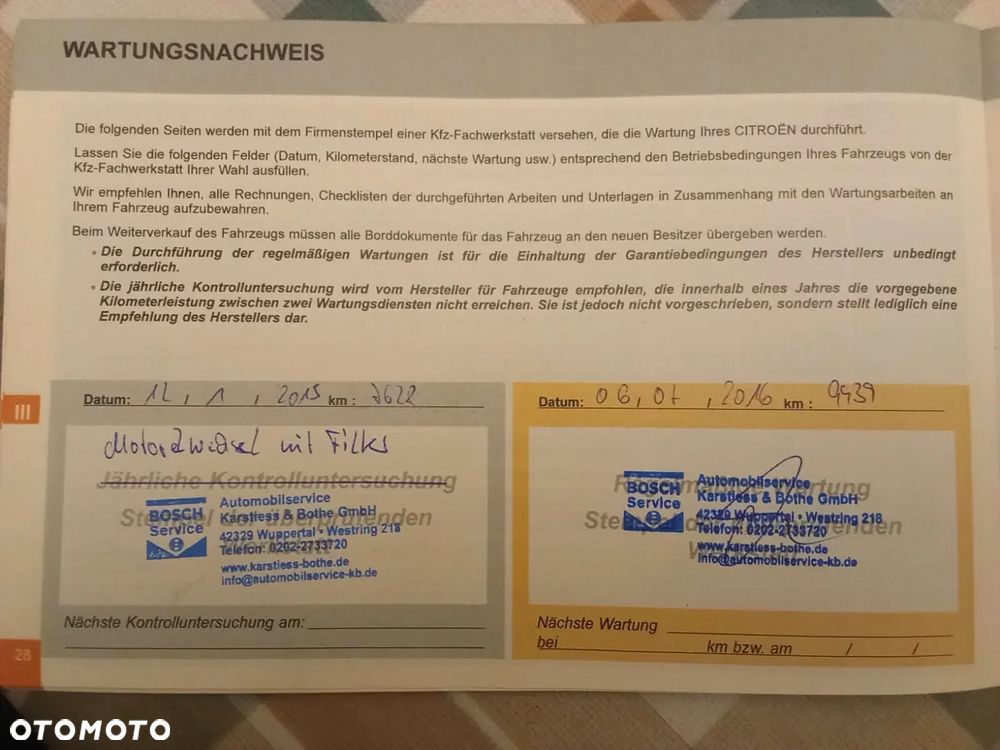 WARTUNGSNACHWEIS
Die folgenden Seiten werden mit dem Firmenstempel einer Kfz-Fachwerkstatt versehen, die die Wartung Ihres CITROËN durchführt.
Lassen Sie die folgenden Felder (Datum, Kilometerstand, nächste Wartung usw.) entsprechend den Betriebsbedingungen Ihres Fahrzeugs von der
Kfz-Fachwerkstatt Ihrer Wahl ausfüllen.
Wir empfehlen Ihnen, alle Rechnungen, Checklisten der durchgeführten Arbeiten und Unterlagen in Zusammenhang mit den Wartungsarbeiten an
Ihrem Fahrzeug aufzubewahren.
Beim Weiterverkauf des Fahrzeugs müssen alle Borddokumente für das Fahrzeug an den neuen Besitzer übergeben werden.
• Die Durchführung der regelmäßigen Wartungen ist für die Einhaltung der Garantiebedingungen des Herstellers unbedingt
erforderlich.
• Die jährliche Kontrolluntersuchung wird vom Hersteller für Fahrzeuge empfohlen, die innerhalb eines Jahres die vorgegebene
Kilometerleistung zwischen zwei Wartungsdiensten nicht erreichen. Sie ist jedoch nicht vorgeschrieben, sondern stellt lediglich eine
Empfehlung des Herstellers dar.
III
Datum: 12, 1, 2015 km: 7622
mit
Jährliche Kontrolluntersuchung
Stempel der überprüfenden
BOSCH
Service
Automobilservice
Karstiess & Bothe GmbH
42329 Wuppertal • Westring 218
Telefon: 0202-2733720
www.karstiess-bothe.de
info@automobilservice-kb.de
Nächste Kontrolluntersuchung am:
Datum: 06, 07, 2016 km: 9439
BOSCH
Service
Automobilservice
Karstiess & Bothe GmbH
42329 Wuppertal • Westring 218
Telefon: 0202-2733720
www.karstiess-bothe.de
info@automobilservice-kb.de
Nächste Wartung
bei km bzw. am / /
28
OTOMOTO